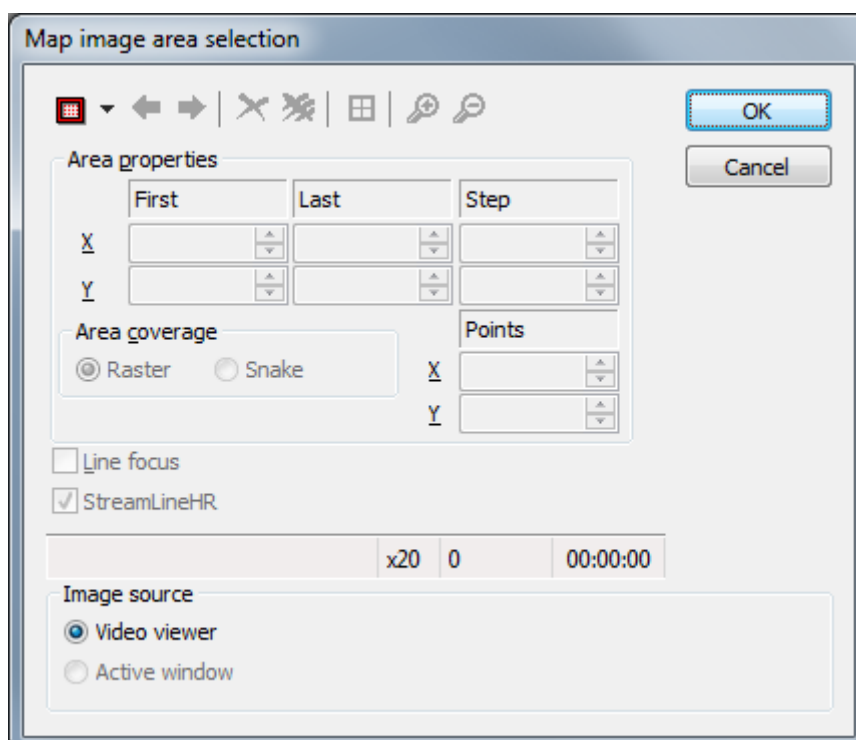 Map image area selection
OK
Cancel
Area properties
First Last Step
X
Y
Area coverage
Points
Raster Snake
X
Y
Line focus
StreamLineHR
x20 0 00:00:00
Image source
Video viewer
Active window